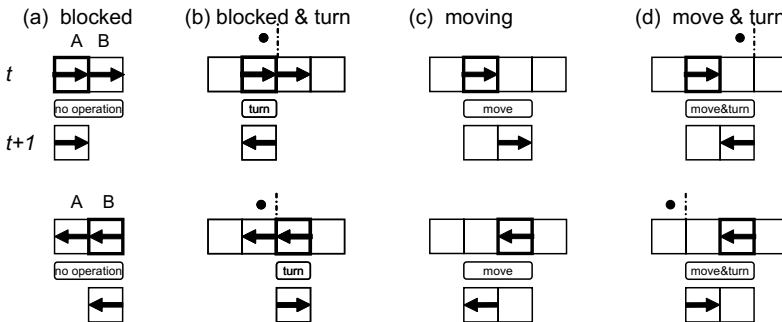 (a) blocked (b) blocked & turn (c) moving (d) move & turn
A B
t
no operation turn move move&turn
t+1
A B
no operation turn move move&turn